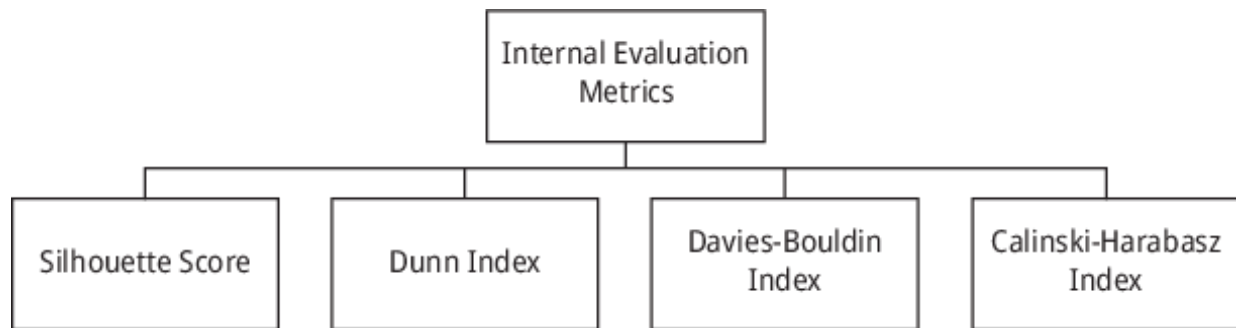 Internal Evaluation
Metrics
Silhouette Score
Dunn Index
Davies-Bouldin
Index
Calinski-Harabasz
Index